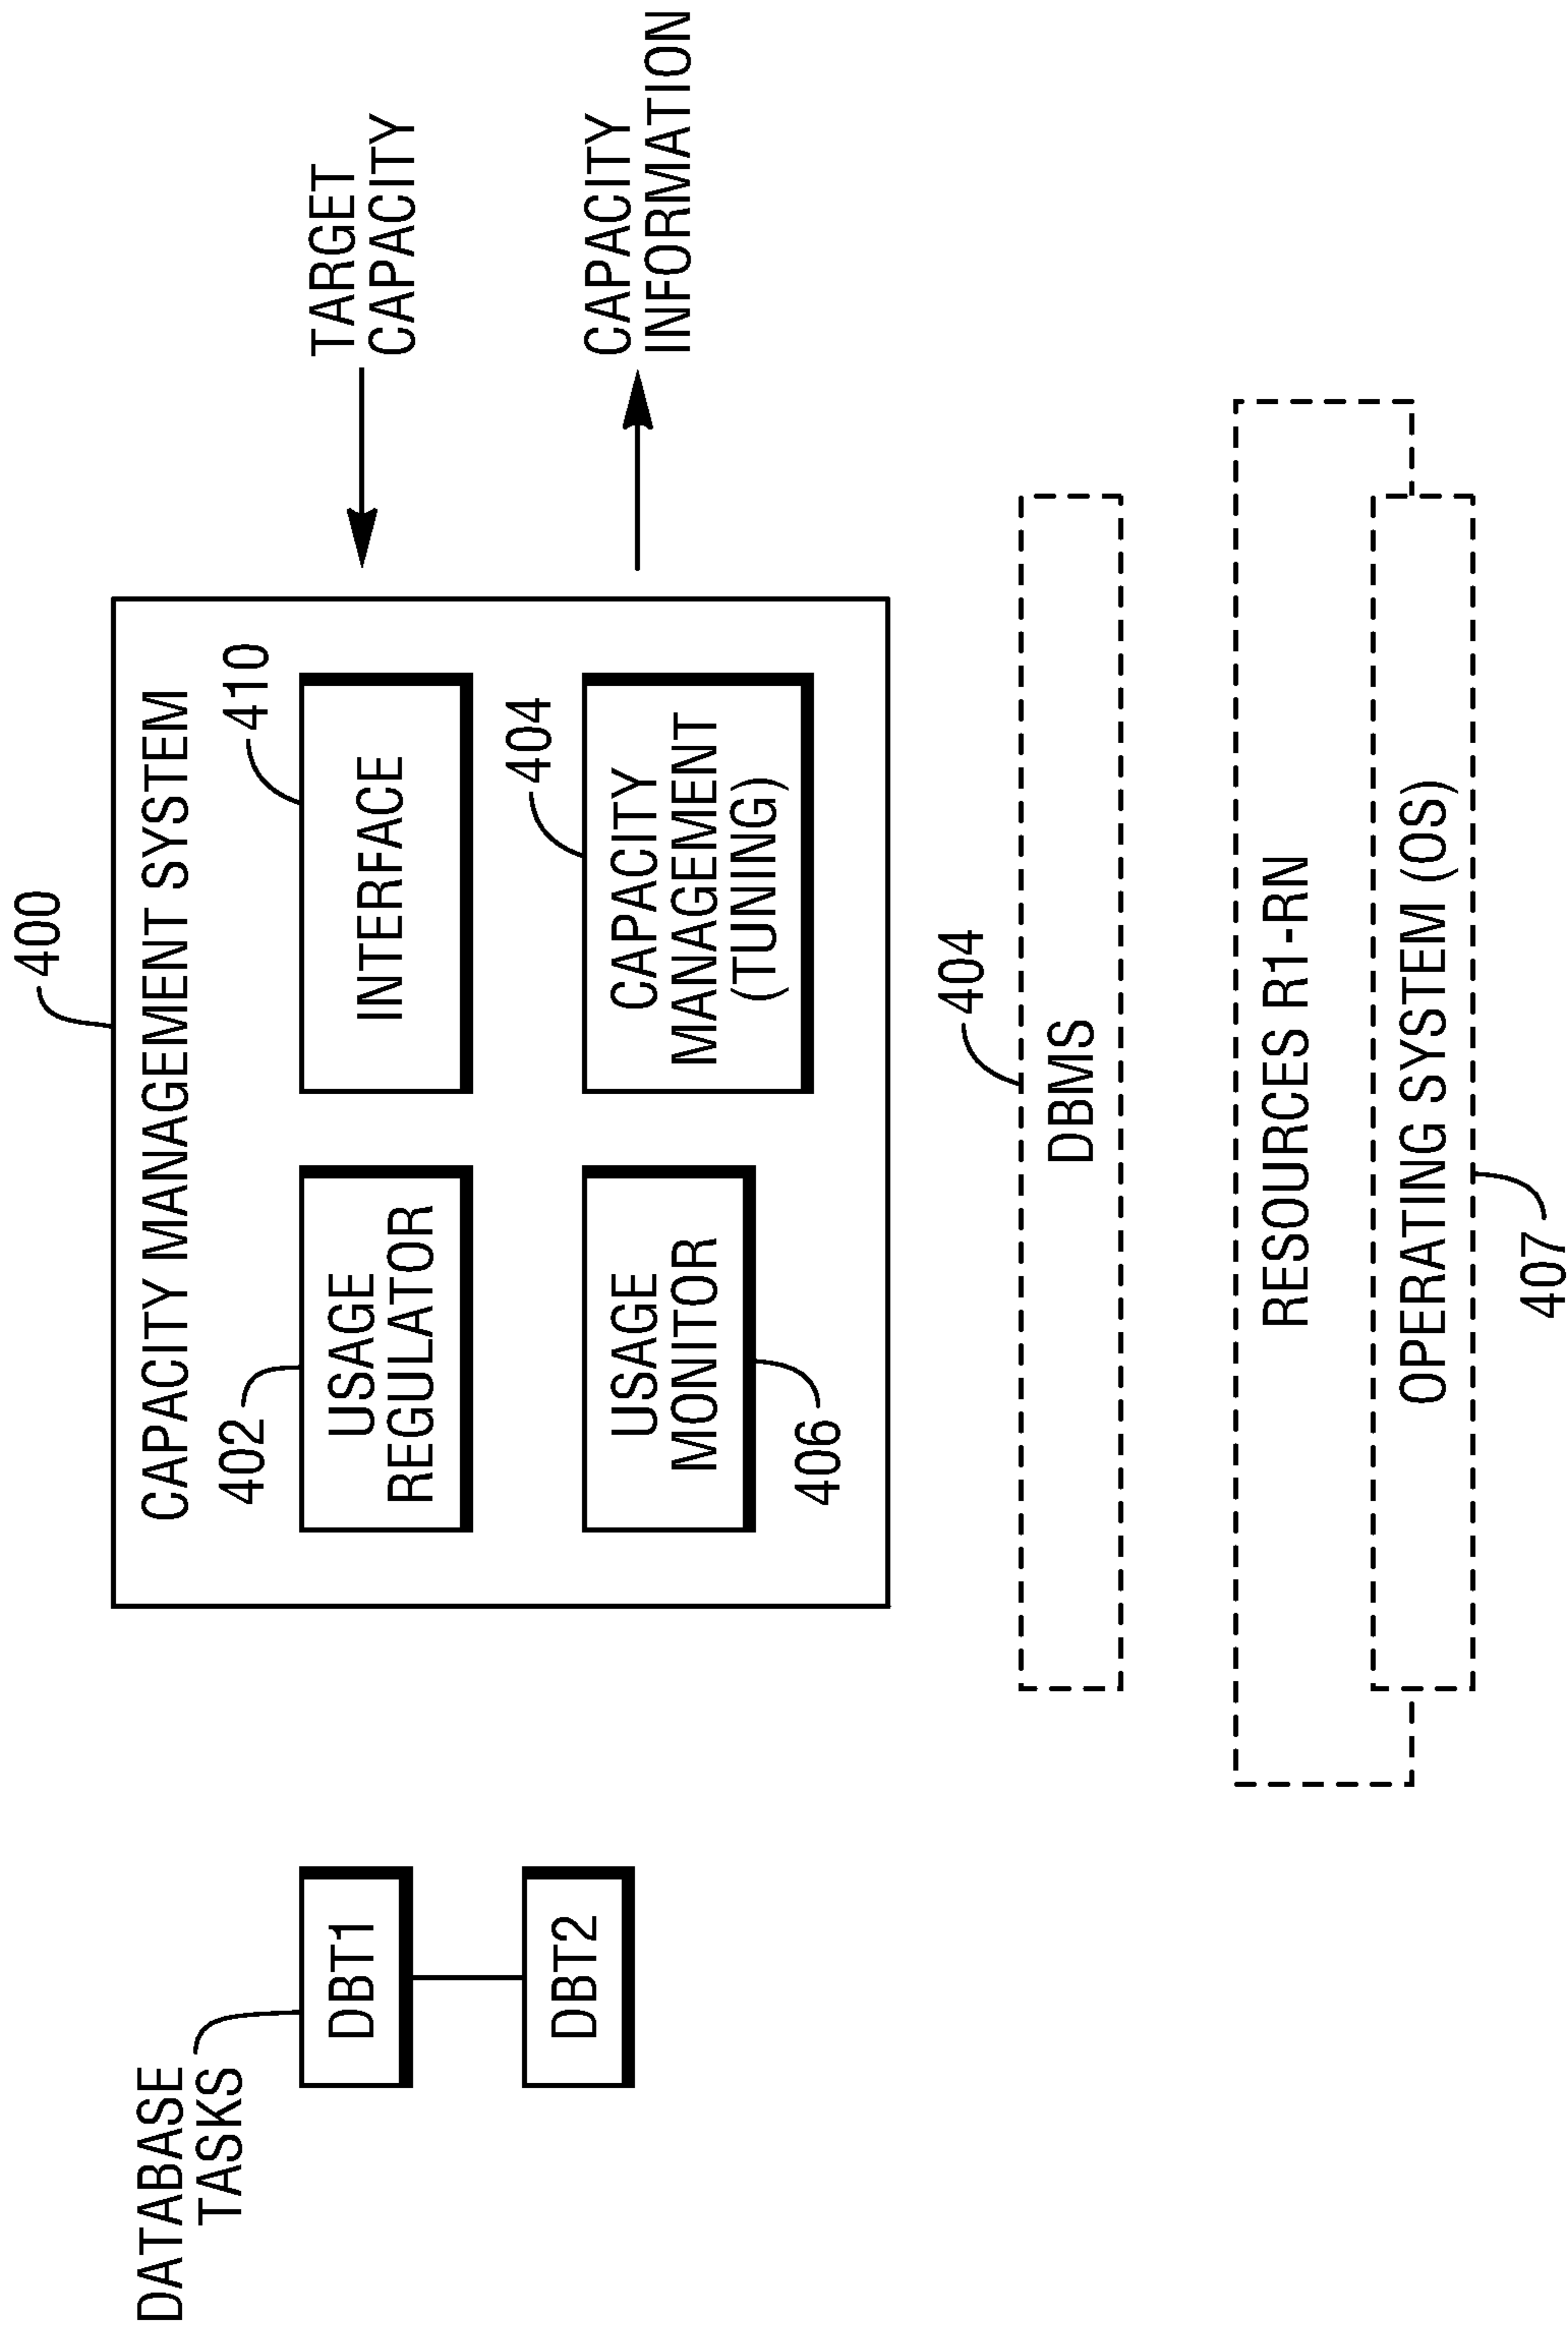 400
CAPACITY MANAGEMENT SYSTEM
DATABASE
TASKS
402
410
DBT1
USAGE
REGULATOR
INTERFACE
TARGET
CAPACITY
404
DBT2
USAGE
MONITOR
CAPACITY
MANAGEMENT
(TUNING)
CAPACITY
INFORMATION
406
404
DBMS
RESOURCES R1-RN
OPERATING SYSTEM (OS)
407